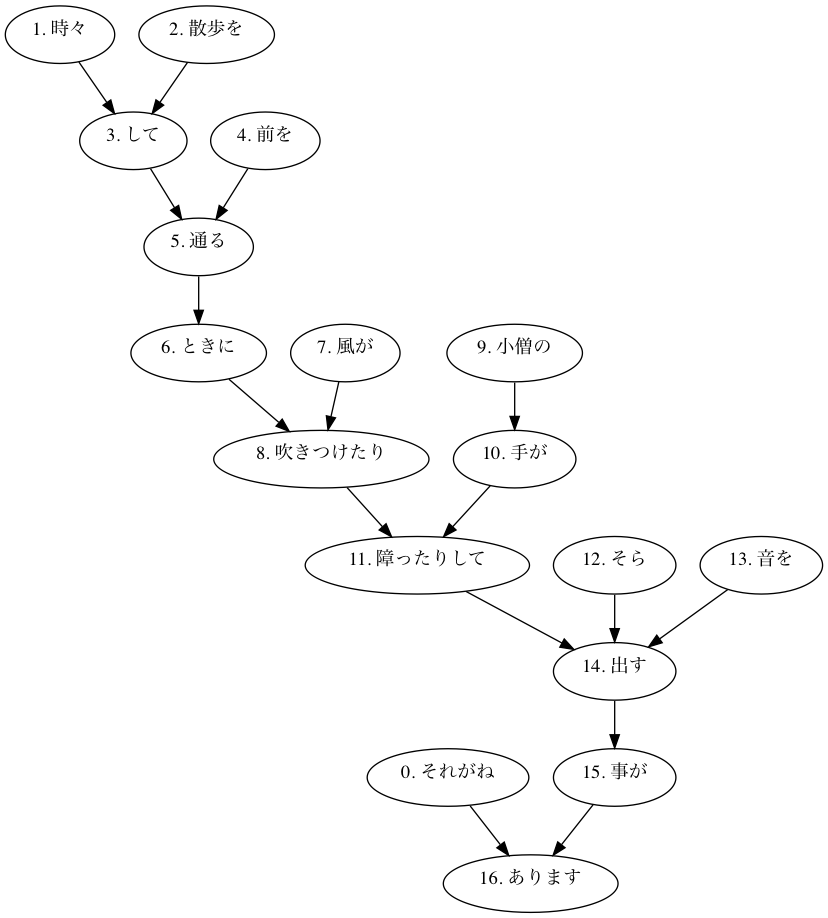 1. 時々
2. 散歩を
3. して
4. 前を
5. 通る
6. ときに
7. 風が
9. 小僧の
8. 吹きつけたり
10. 手が
11. 障ったりして
12. そら
13. 音を
14. 出す
0. それがね
15. 事が
16. あります